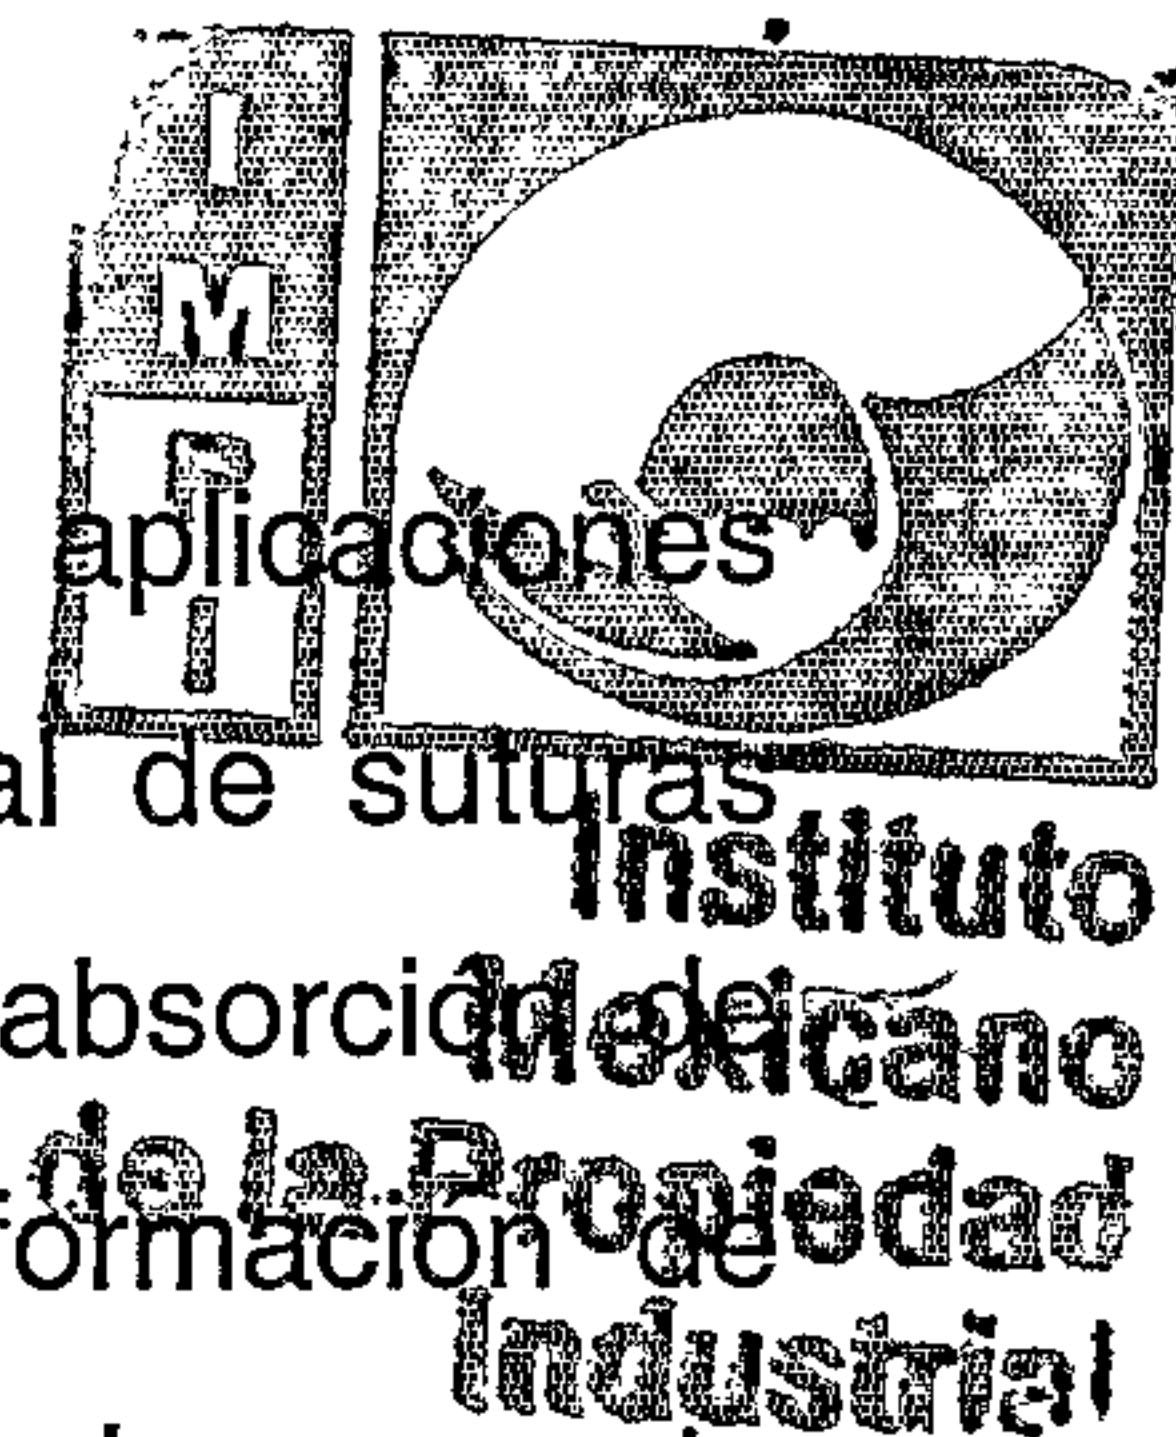 I
M
P
I
aplicaciones
al de suturas
Instituto
absorción de
Mexicano
de la Propiedad
formación de
Industrial